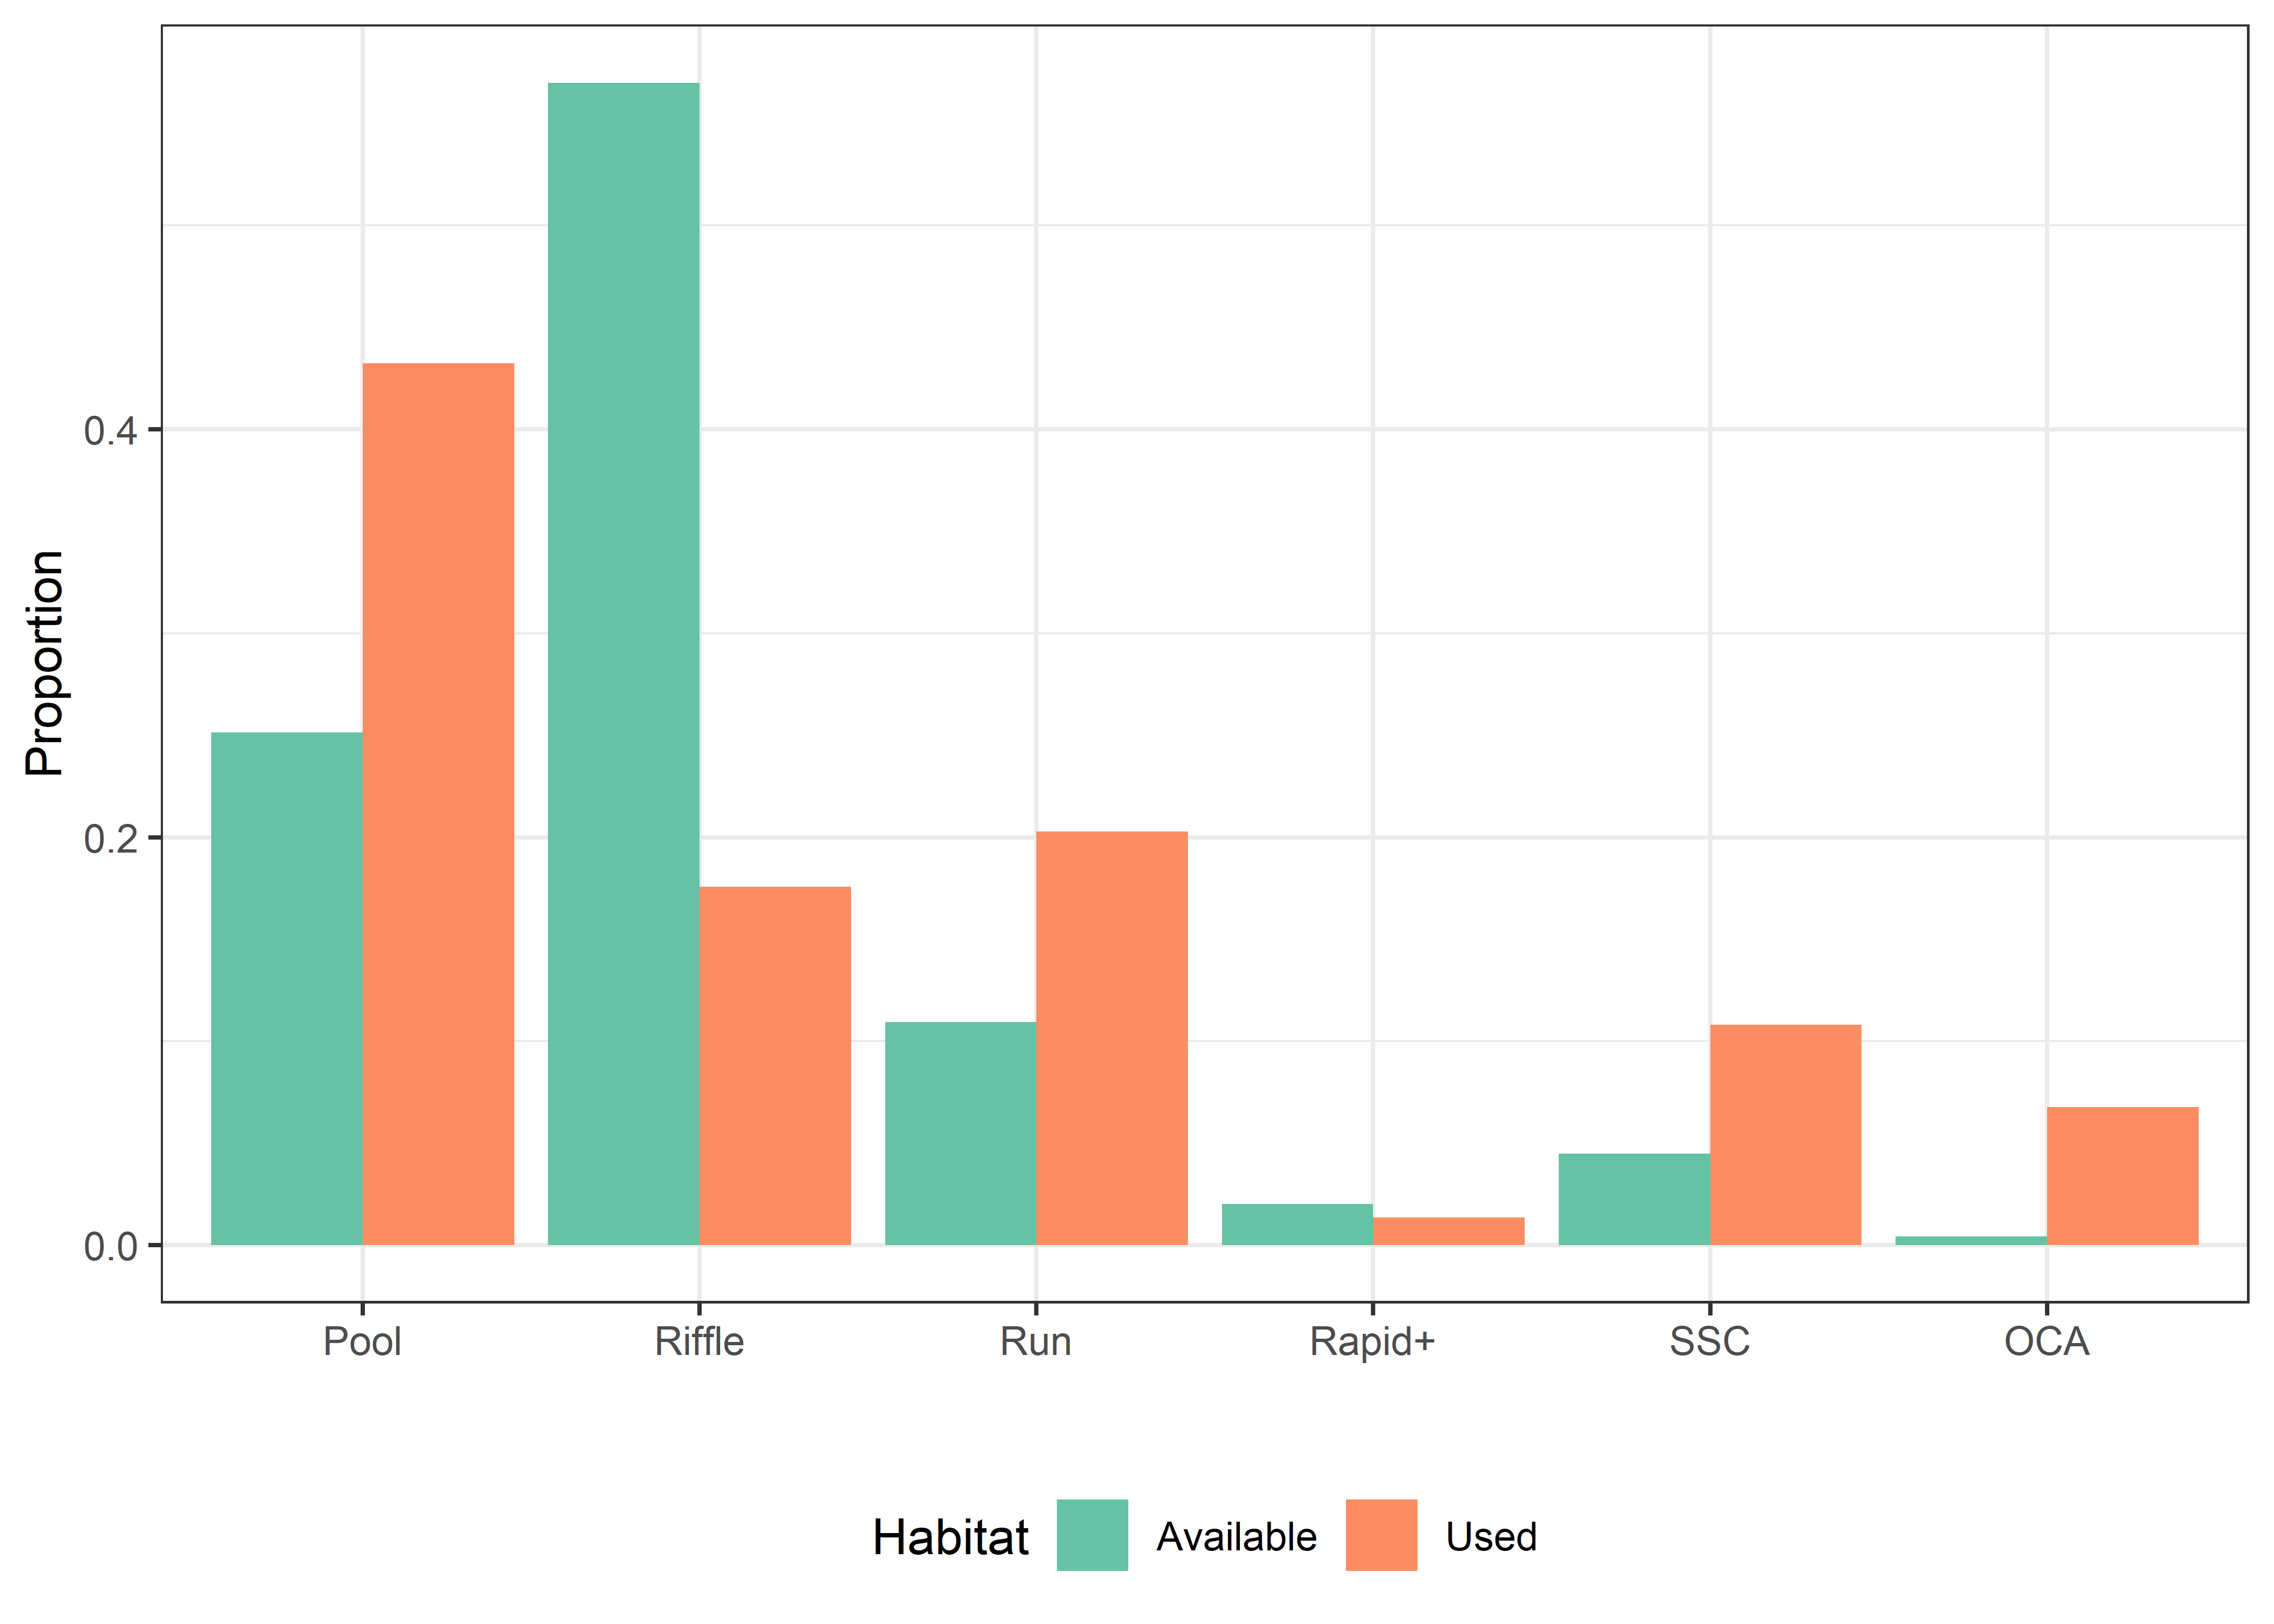 Proportion
0.4
0.2
0.0
Pool Riffle Run Rapid+ SSC OCA
Habitat Available Used